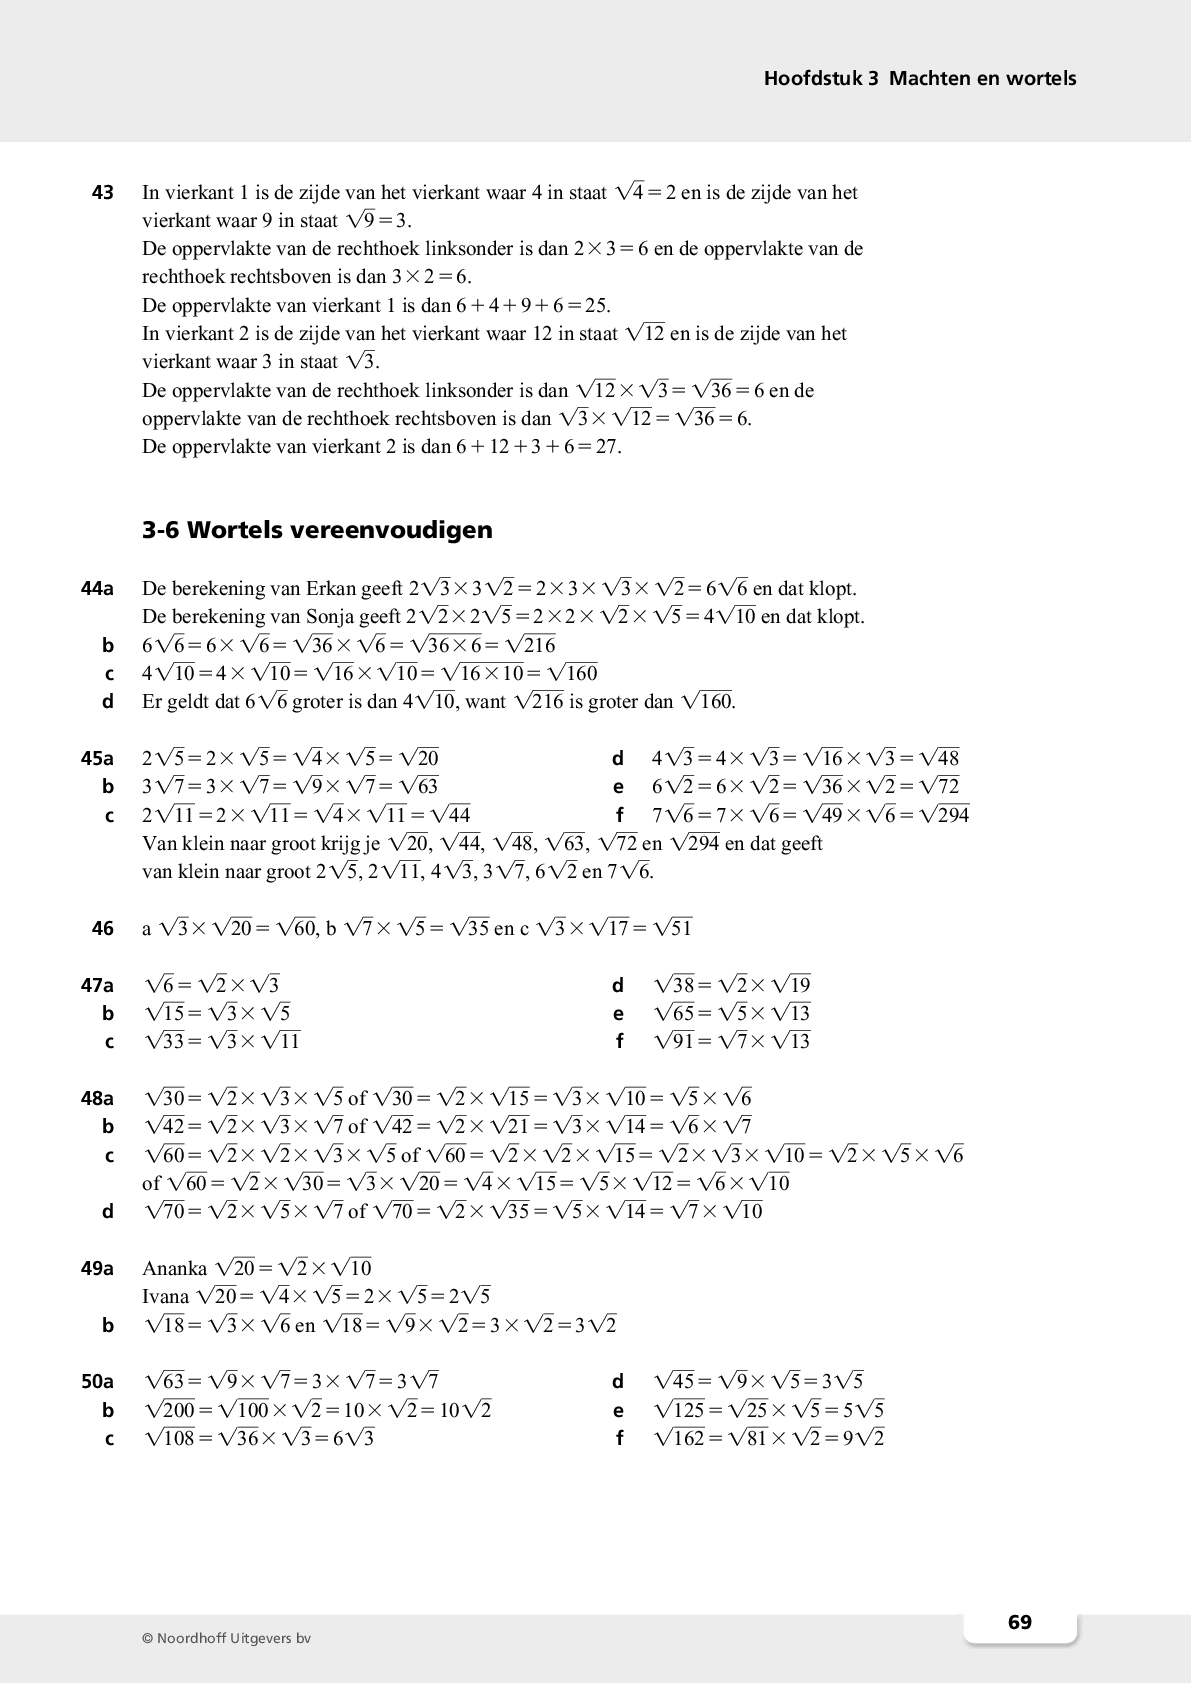 Hoofdstuk 3 Machten en wortels
43 In vierkant 1 is de zijde van het vierkant waar 4 in staat √4 = 2 en is de zijde van het
vierkant waar 9 in staat √9 = 3.
De oppervlakte van de rechthoek linksonder is dan 2 × 3 = 6 en de oppervlakte van de
rechthoek rechtsboven is dan 3 × 2 = 6.
De oppervlakte van vierkant 1 is dan 6 + 4 + 9 + 6 = 25.
In vierkant 2 is de zijde van het vierkant waar 12 in staat √12 en is de zijde van het
vierkant waar 3 in staat √3.
De oppervlakte van de rechthoek linksonder is dan √12 × √3 = √36 = 6 en de
oppervlakte van de rechthoek rechtsboven is dan √3 × √12 = √36 = 6.
De oppervlakte van vierkant 2 is dan 6 + 12 + 3 + 6 = 27.
3-6 Wortels vereenvoudigen
44a De berekening van Erkan geeft 2√3 × 3√2 = 2 × 3 × √3 × √2 = 6√6 en dat klopt.
De berekening van Sonja geeft 2√2 × 2√5 = 2 × 2 × √2 × √5 = 4√10 en dat klopt.
b 6√6 = 6 × √6 = √36 × √6 = √36 × 6 = √216
c 4√10 = 4 × √10 = √16 × √10 = √16 × 10 = √160
d Er geldt dat 6√6 groter is dan 4√10, want √216 is groter dan √160.
45a 2√5 = 2 × √5 = √4 × √5 = √20 d 4√3 = 4 × √3 = √16 × √3 = √48
b 3√7 = 3 × √7 = √9 × √7 = √63 e 6√2 = 6 × √2 = √36 × √2 = √72
c 2√11 = 2 × √11 = √4 × √11 = √44 f 7√6 = 7 × √6 = √49 × √6 = √294
Van klein naar groot krijg je √20, √44, √48, √63, √72 en √294 en dat geeft
van klein naar groot 2√5, 2√11, 4√3, 3√7, 6√2 en 7√6.
46 a √3 × √20 = √60, b √7 × √5 = √35 en c √3 × √17 = √51
47a √6 = √2 × √3 d √38 = √2 × √19
b √15 = √3 × √5 e √65 = √5 × √13
c √33 = √3 × √11 f √91 = √7 × √13
48a √30 = √2 × √3 × √5 of √30 = √2 × √15 = √3 × √10 = √5 × √6
b √42 = √2 × √3 × √7 of √42 = √2 × √21 = √3 × √14 = √6 × √7
c √60 = √2 × √2 × √3 × √5 of √60 = √2 × √2 × √15 = √2 × √3 × √10 = √2 × √5 × √6
of √60 = √2 × √30 = √3 × √20 = √4 × √15 = √5 × √12 = √6 × √10
d √70 = √2 × √5 × √7 of √70 = √2 × √35 = √5 × √14 = √7 × √10
49a Ananka √20 = √2 × √10
Ivana √20 = √4 × √5 = 2 × √5 = 2√5
b √18 = √3 × √6 en √18 = √9 × √2 = 3 × √2 = 3√2
50a √63 = √9 × √7 = 3 × √7 = 3√7 d √45 = √9 × √5 = 3√5
b √200 = √100 × √2 = 10 × √2 = 10√2 e √125 = √25 × √5 = 5√5
c √108 = √36 × √3 = 6√3 f √162 = √81 × √2 = 9√2
69
© Noordhoff Uitgevers bv